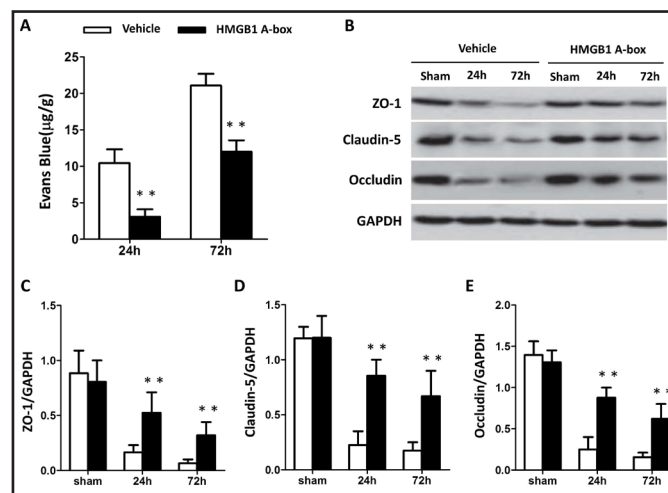 A
Vehicle HMGB1 A-box
Evans Blue(μg/g)
25
20
15
10
5
0
** **
24h 72h
B
Vehicle HMGB1 A-box
Sham 24h 72h Sham 24h 72h
ZO-1
Claudin-5
Occludin
GAPDH
C
ZO-1/GAPDH
1.0
0.5
0.0
** **
sham 24h 72h
D
Claudin-5/GAPDH
1.5
1.0
0.5
0.0
** **
sham 24h 72h
E
Occludin/GAPDH
2.0
1.5
1.0
0.5
0.0
** **
sham 24h 72h